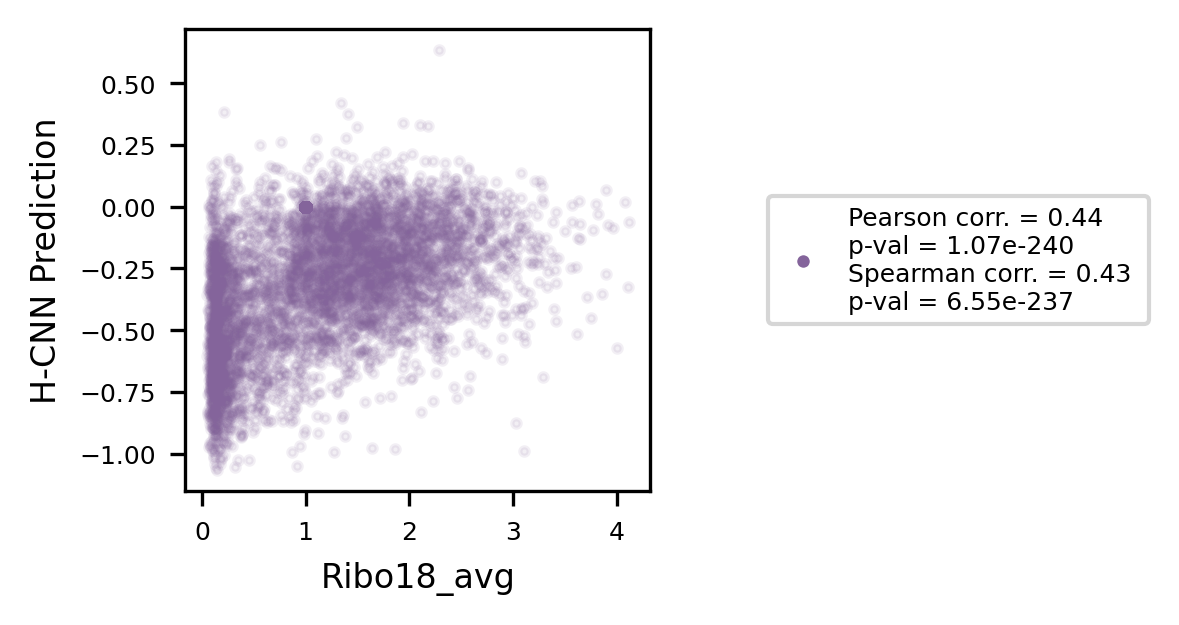 H-CNN Prediction
0.50
0.25
0.00
−0.25
−0.50
−0.75
−1.00
0 1 2 3 4
Ribo18_avg
Pearson corr. = 0.44
p-val = 1.07e-240
Spearman corr. = 0.43
p-val = 6.55e-237